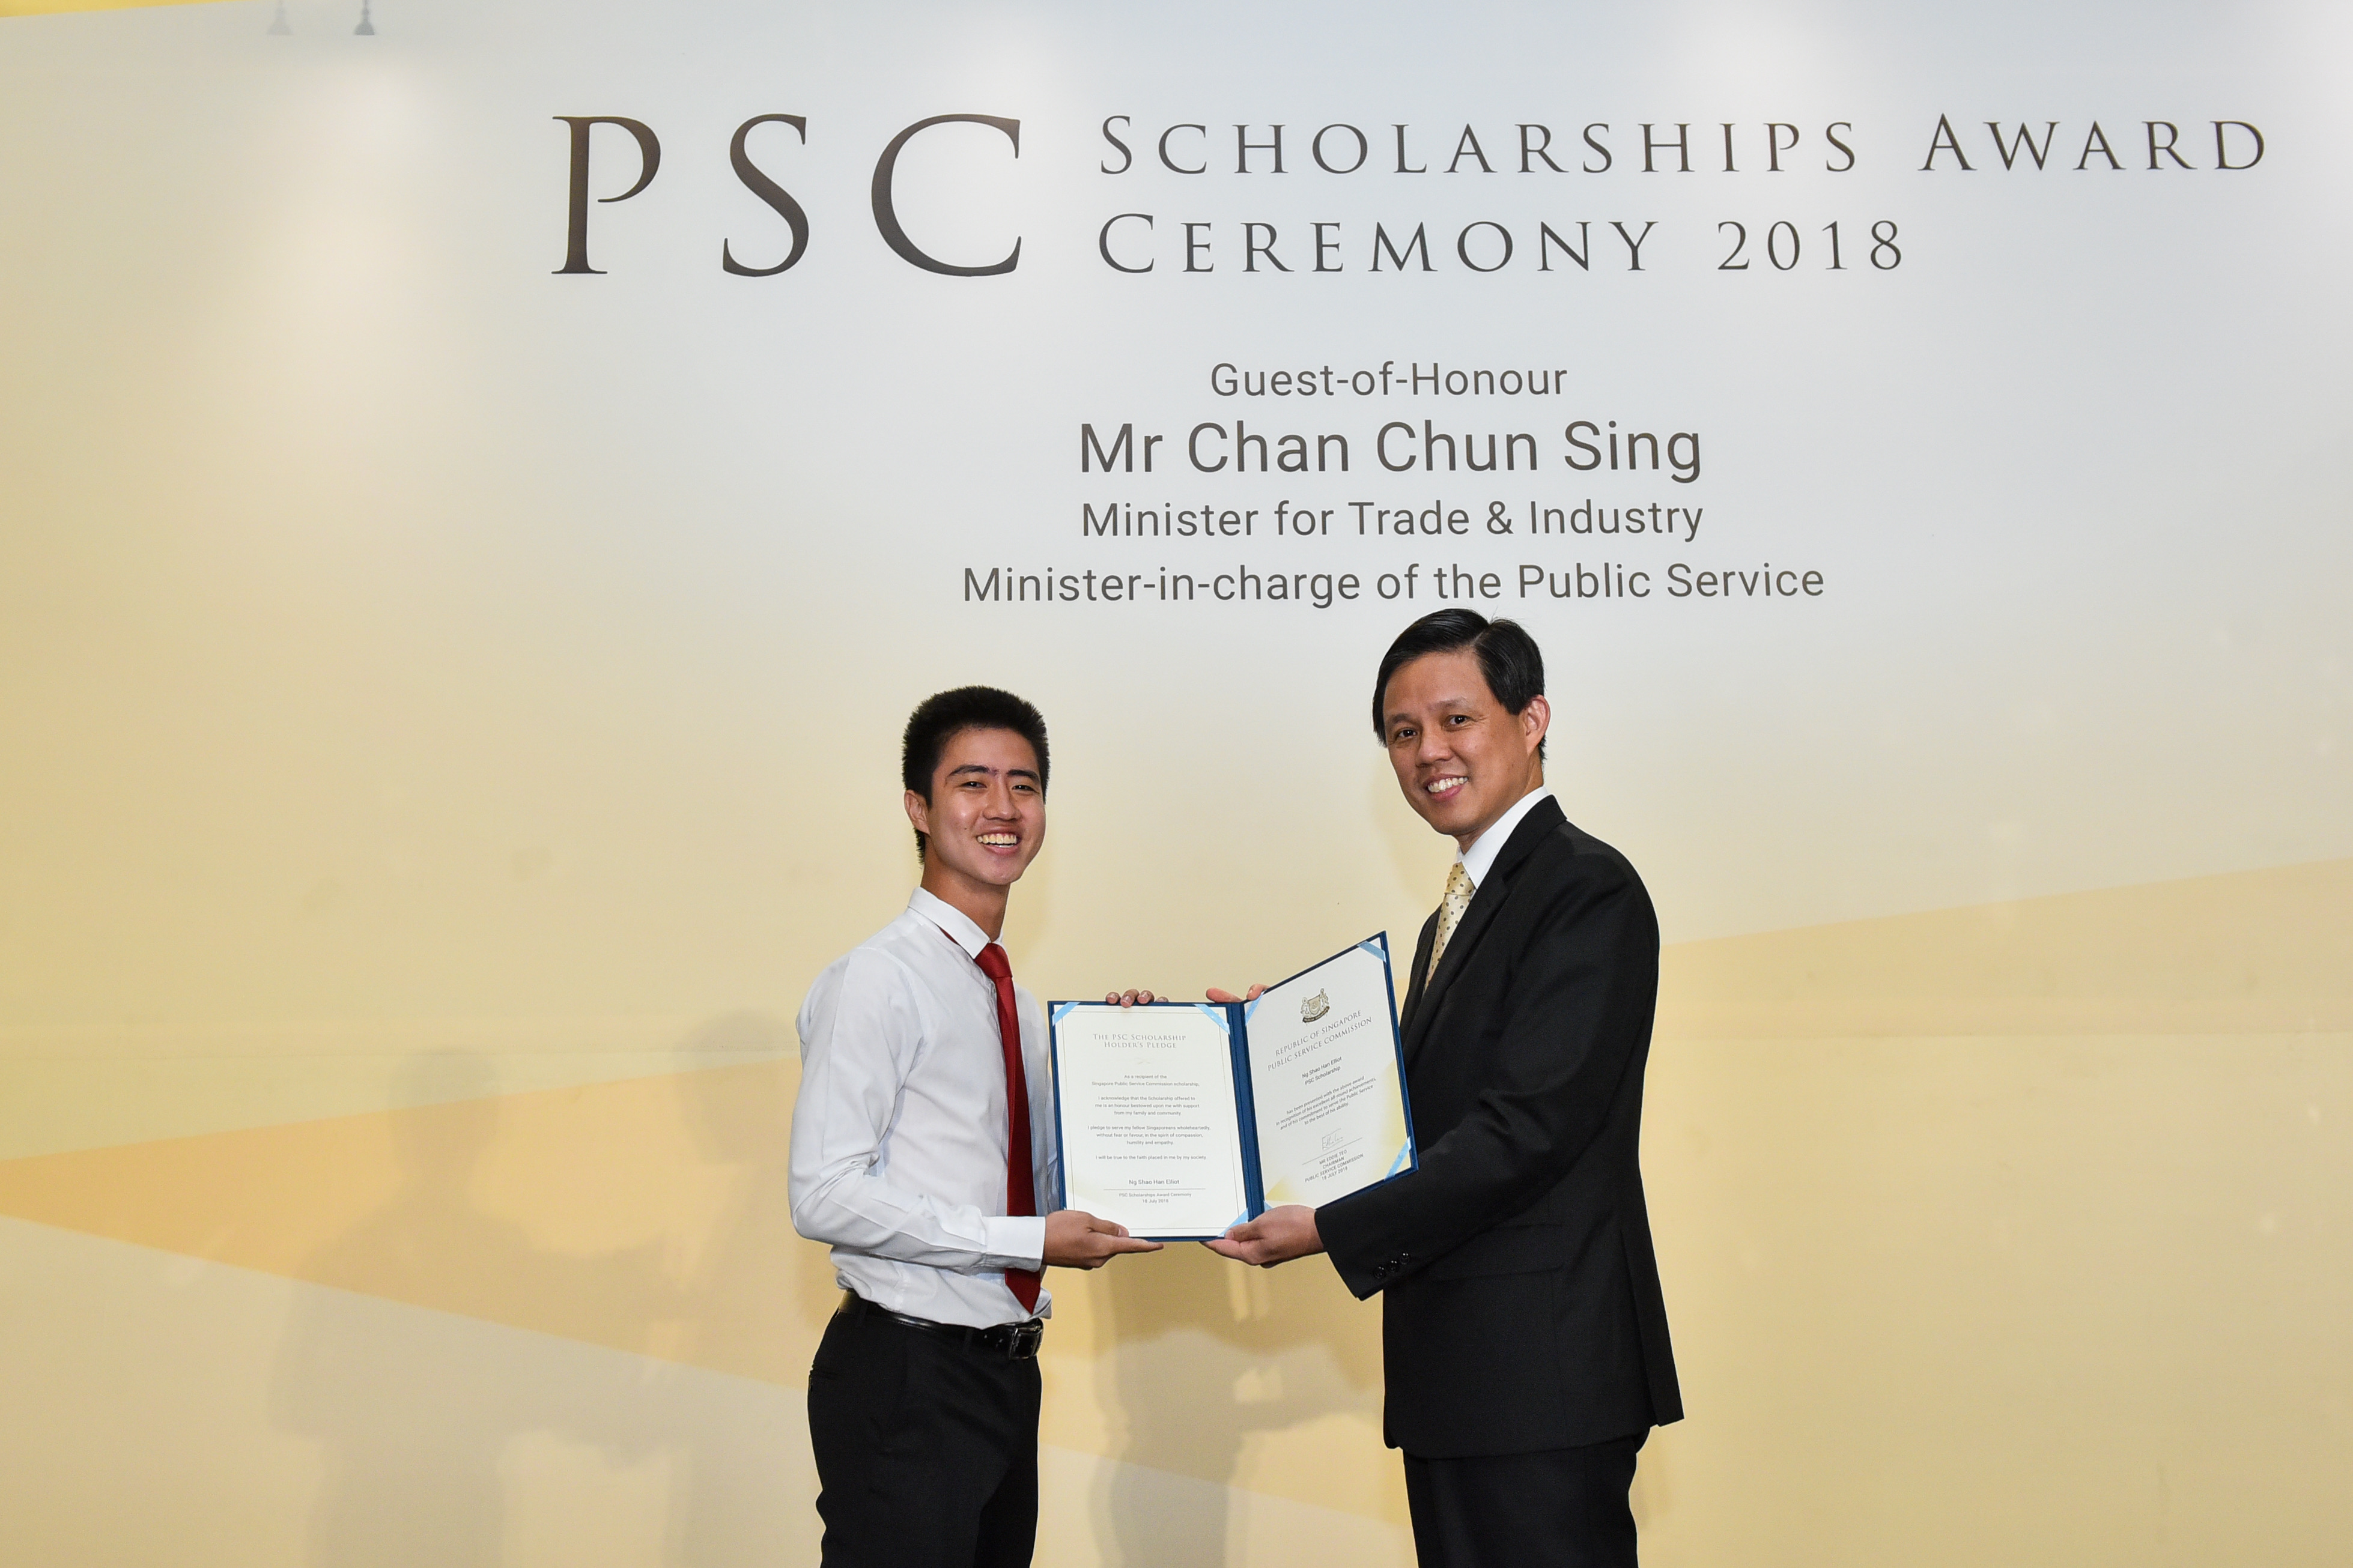 PSC SCHOLARSHIPS AWARD
CEREMONY 2018
Guest-of-Honour
Mr Chan Chun Sing
Minister for Trade & Industry
Minister-in-charge of the Public Service
THE PSC SCHOLARSHIP
HOLDER'S PLEDGE
As a recipient of the
Singapore Public Service Commission scholarship,
I acknowledge that the Scholarship offered to
me is an honour bestowed upon me with support
from my family and community.
I pledge to serve my fellow Singaporeans wholeheartedly,
without fear or favour, in the spirit of compassion,
humility and empathy.
I will be true to the faith placed in me by my society.
Ng Shao Han Elliot
PSC Scholarships Award Ceremony
18 July 2018
REPUBLIC OF SINGAPORE
PUBLIC SERVICE COMMISSION
Ng Shao Han Elliot
PSC Scholarship
has been presented with the above award
in recognition of his excellent all-round achievements,
and of his commitment to serve the Public Service
to the best of his ability.
MR EDDIE TEO
CHAIRMAN
PUBLIC SERVICE COMMISSION
18 JULY 2018